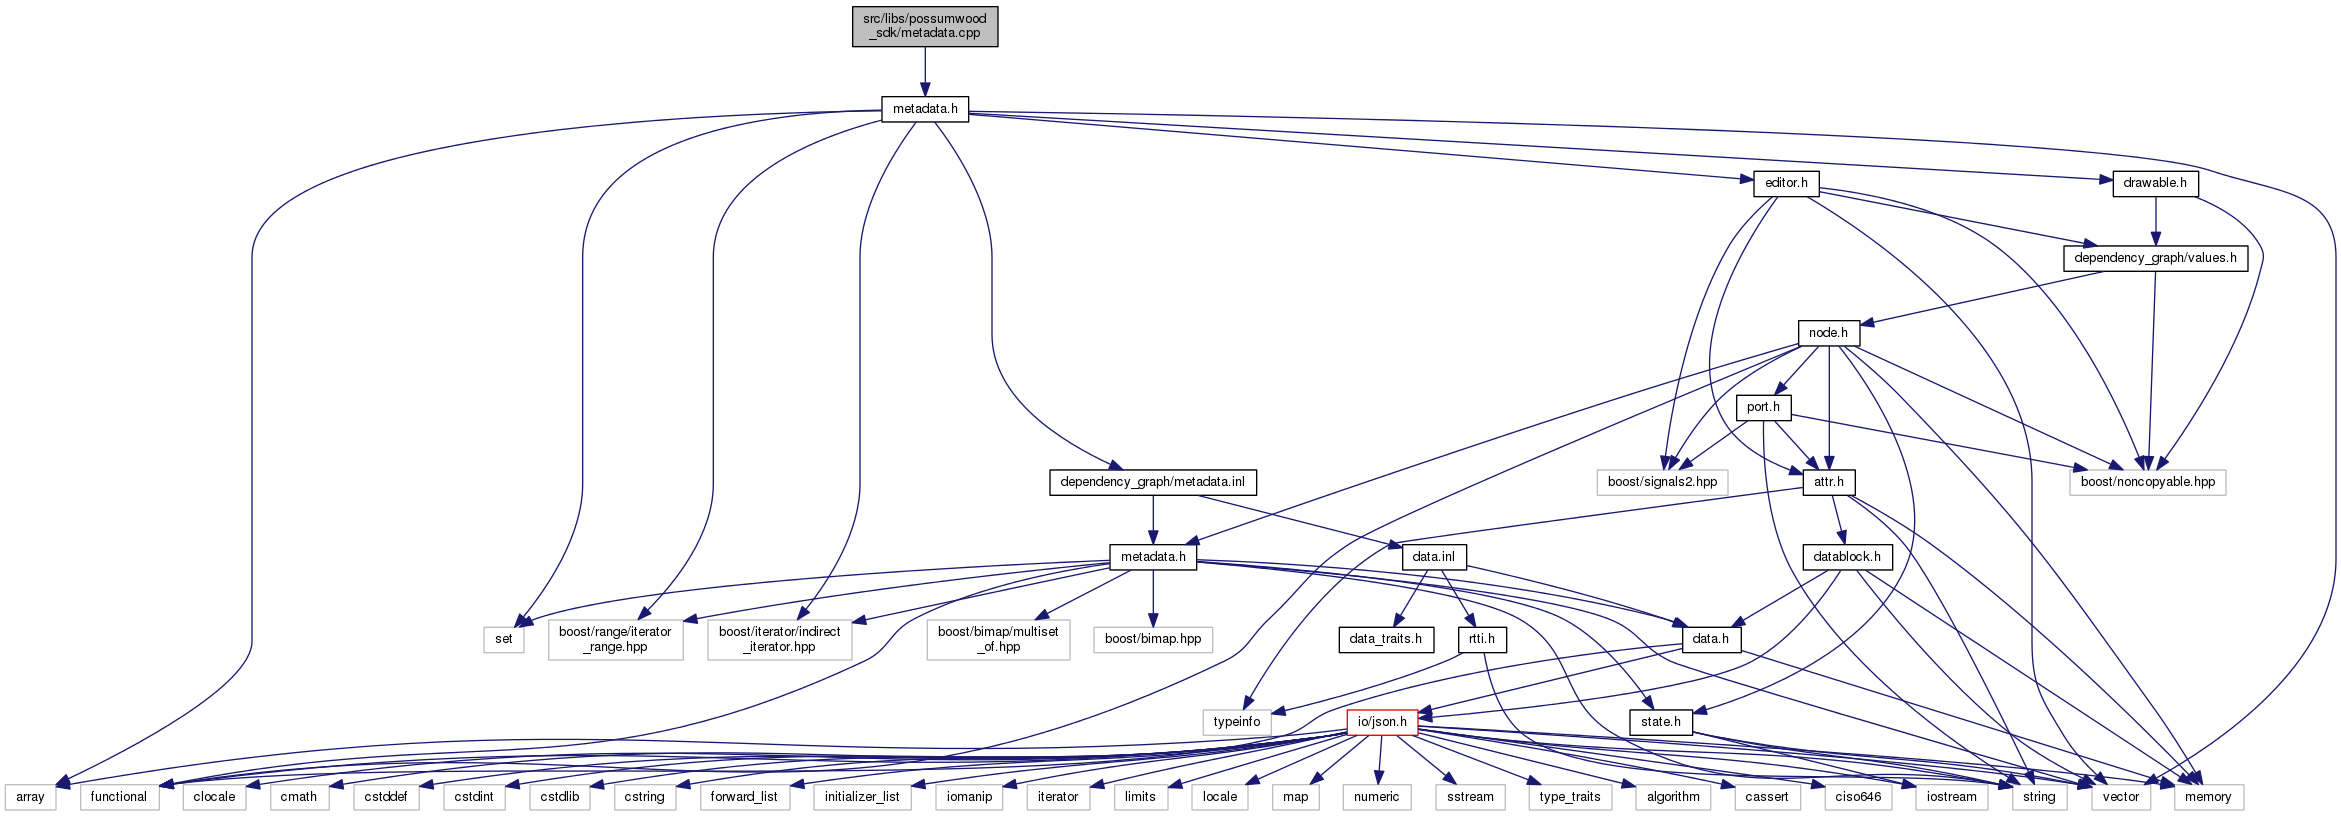 src/libs/possumwood
_sdk/metadata.cpp
metadata.h
editor.h
drawable.h
dependency_graph/values.h
node.h
port.h
dependency_graph/metadata.inl
boost/signals2.hpp
attr.h
boost/noncopyable.hpp
metadata.h
data.inl
datablock.h
set
boost/range/iterator
_range.hpp
boost/iterator/indirect
_iterator.hpp
boost/bimap/multiset
_of.hpp
boost/bimap.hpp
data_traits.h
rtti.h
data.h
typeinfo
io/json.h
state.h
array
functional
clocale
cmath
cstddef
cstdint
cstdlib
cstring
forward_list
initializer_list
iomanip
iterator
limits
locale
map
numeric
sstream
type_traits
algorithm
cassert
ciso646
iostream
string
vector
memory